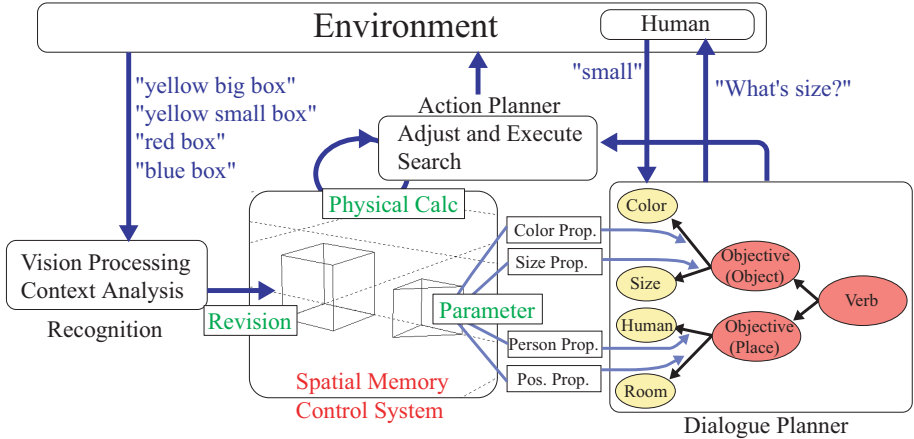 Environment
Human
"yellow big box"
"yellow small box"
"red box"
"blue box"
"small"
"What's size?"
Action Planner
Adjust and Execute
Search
Physical Calc
Vision Processing
Context Analysis
Recognition
Revision
Parameter
Spatial Memory
Control System
Color Prop.
Size Prop.
Person Prop.
Pos. Prop.
Color
Size
Human
Room
Objective
(Object)
Objective
(Place)
Verb
Dialogue Planner